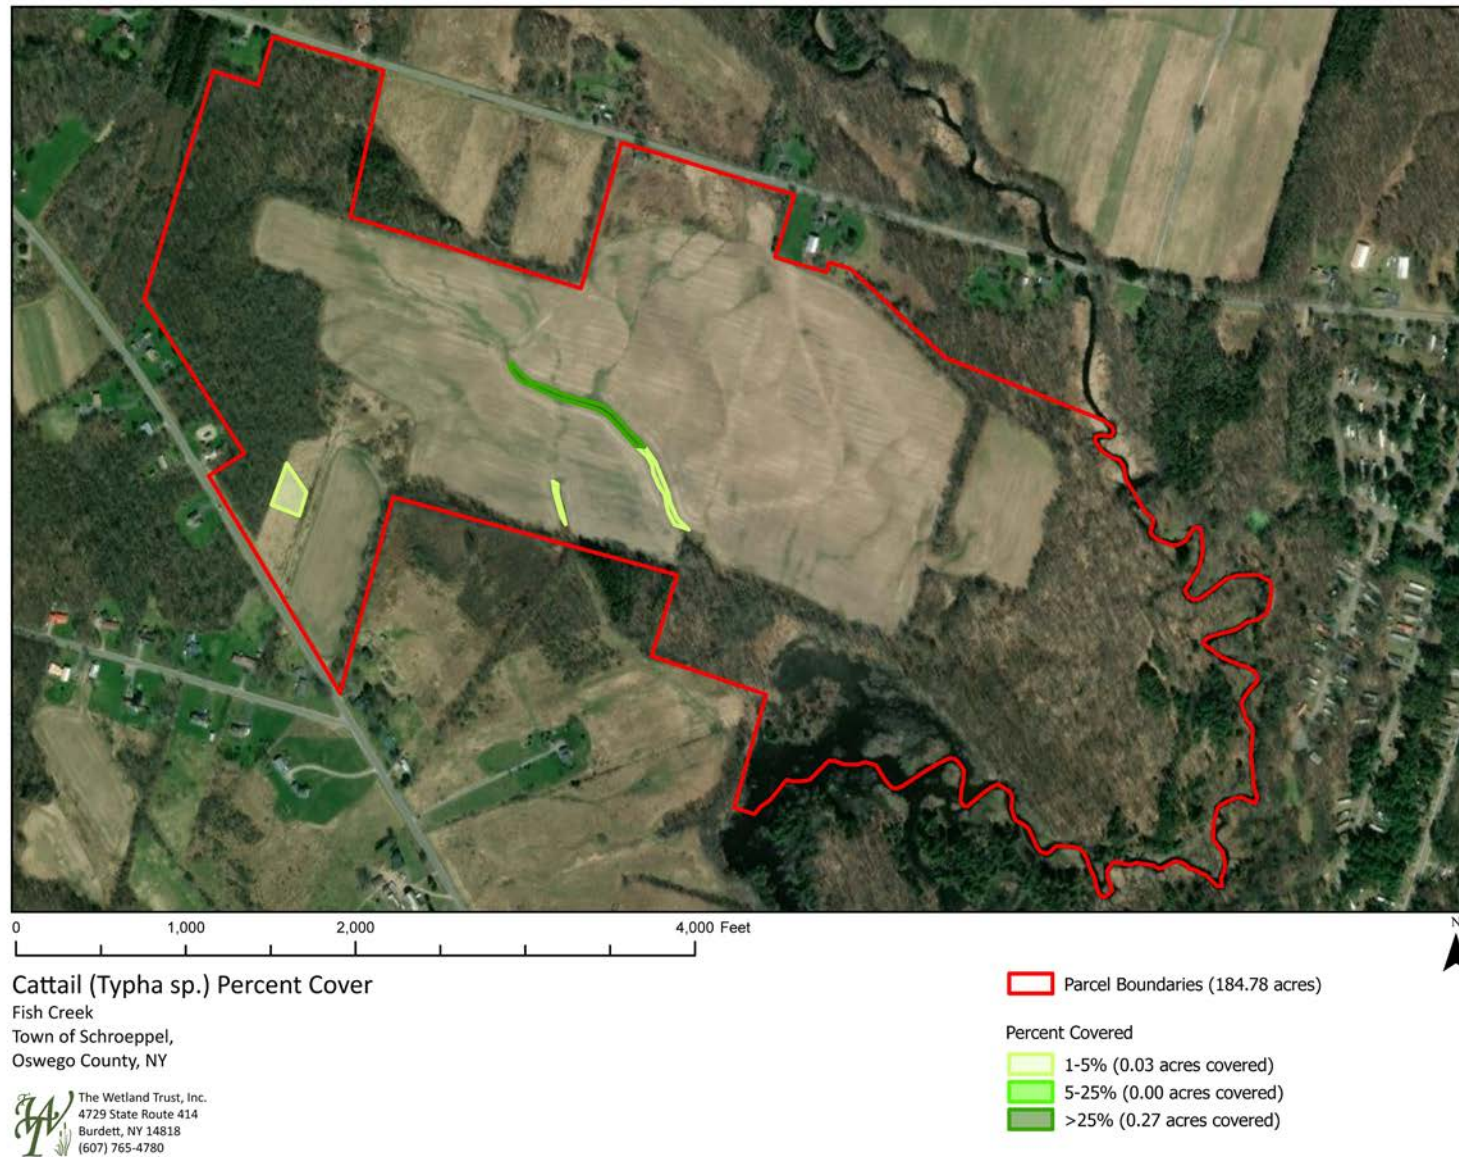 0 1,000 2,000 4,000 Feet
N
Cattail (Typha sp.) Percent Cover
Fish Creek
Town of Schroeppel,
Oswego County, NY
The Wetland Trust, Inc.
4729 State Route 414
Burdett, NY 14818
(607) 765-4780
Parcel Boundaries (184.78 acres)
Percent Covered
1-5% (0.03 acres covered)
5-25% (0.00 acres covered)
>25% (0.27 acres covered)